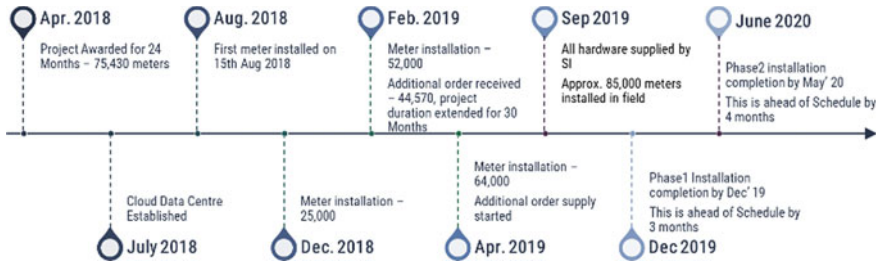 Apr. 2018
Project Awarded for 24
Months – 75,430 meters
Aug. 2018
First meter installed on
15th Aug 2018
Feb. 2019
Meter installation –
52,000
Additional order received
– 44,570, project
duration extended for 30
Months
Sep 2019
All hardware supplied by
SI
Approx. 85,000 meters
installed in field
June 2020
Phase2 installation
completion by May' 20
This is ahead of Schedule by
4 months
Cloud Data Centre
Established
July 2018
Meter installation –
25,000
Dec. 2018
Meter installation –
64,000
Additional order supply
started
Apr. 2019
Phase1 Installation
completion by Dec' 19
This is ahead of Schedule by
3 months
Dec 2019